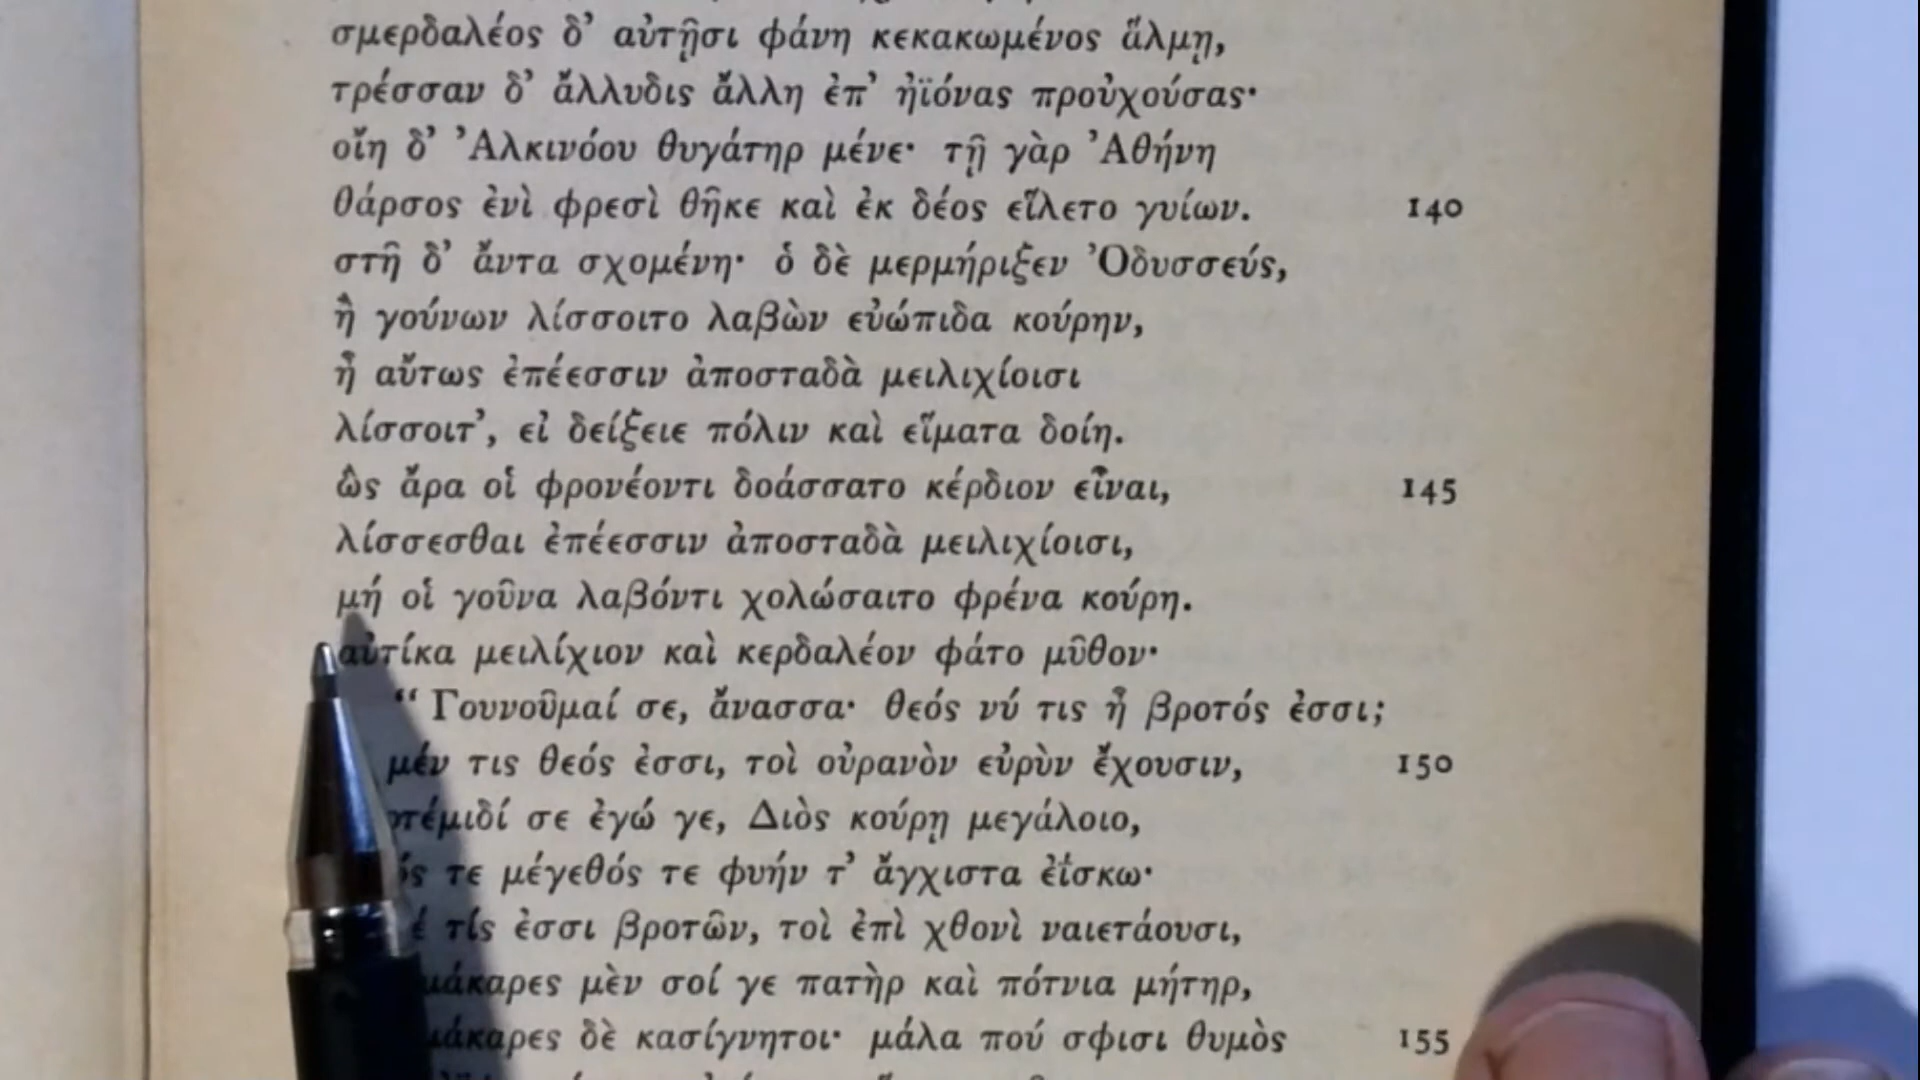 σμερδαλέος δ’ αὐτῇσι φάνη κεκακωμένος ἅλμῃ,
τρέσσαν δ’ ἄλλυδις ἄλλη ἐπ’ ἠϊόνας προὐχούσας·
οἴη δ’ Ἀλκινόου θυγάτηρ μένε· τῇ γὰρ Ἀθήνη
θάρσος ἐνὶ φρεσὶ θῆκε καὶ ἐκ δέος εἵλετο γυίων. 140
στῆ δ’ ἄντα σχομένη· ὁ δὲ μερμήριξεν Ὀδυσσεύς,
ἢ γούνων λίσσοιτο λαβὼν εὐώπιδα κούρην,
ἦ αὔτως ἐπέεσσιν ἀποσταδὰ μειλιχίοισι
λίσσοιτ’, εἰ δείξειε πόλιν καὶ εἵματα δοίη.
ὣς ἄρα οἱ φρονέοντι δοάσσατο κέρδιον εἶναι, 145
λίσσεσθαι ἐπέεσσιν ἀποσταδὰ μειλιχίοισι,
μή οἱ γοῦνα λαβόντι χολώσαιτο φρένα κούρη.
αὐτίκα μειλίχιον καὶ κερδαλέον φάτο μῦθον·
“Γουνοῦμαί σε, ἄνασσα· θεός νύ τις ἦ βροτός ἐσσι;
μέν τις θεός ἐσσι, τοὶ οὐρανὸν εὐρὺν ἔχουσιν, 150
σε ἐγώ γε, Διὸς κούρῃ μεγάλοιο,
τε μέγεθός τε φυήν τ’ ἄγχιστα ἐΐσκω·
τίς ἐσσι βροτῶν, τοὶ ἐπὶ χθονὶ ναιετάουσι,
μάκαρες μὲν σοί γε πατὴρ καὶ πότνια μήτηρ,
μάκαρες δὲ κασίγνητοι· μάλα πού σφισι θυμὸς 155